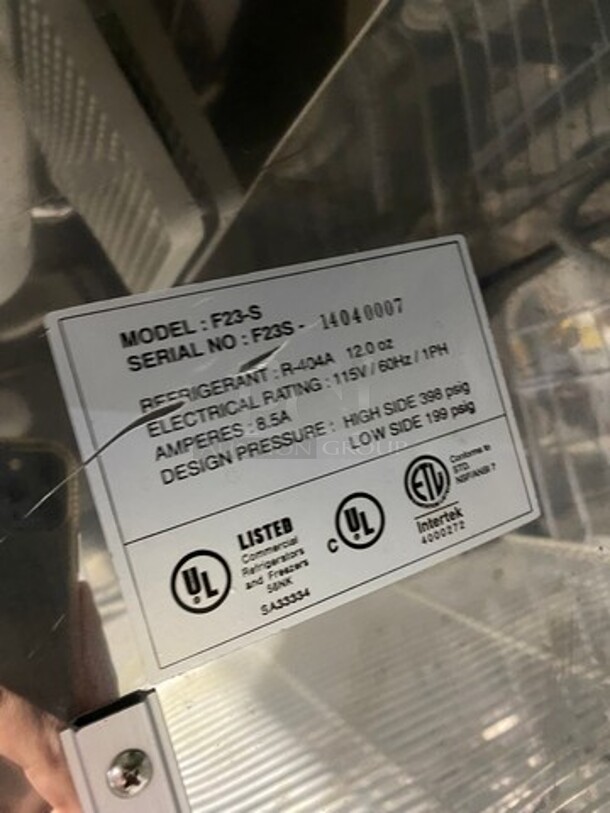 MODEL : F23-S
SERIAL NO : F23S - 14040007
REFRIGERANT : R-404A 12.0 oz
ELECTRICAL RATING : 115V / 60Hz / 1PH
AMPERES : 8.5A
DESIGN PRESSURE : HIGH SIDE 398 psig
LOW SIDE 199 psig
GROUP
UL
LISTED
Commercial
Refrigerators
and Freezers
56NK
SA33334
C UL
ETL
Intertek
4000272
Conforms to
STD.
NSF/ANSI 7